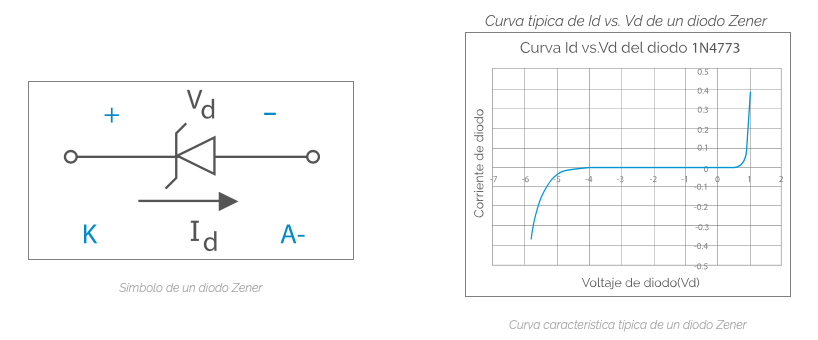 +
Vd
−
K
Id
A-
Símbolo de un diodo Zener
Curva típica de Id vs. Vd de un diodo Zener
Curva Id vs.Vd del diodo 1N4773
Corriente de diodo
0.5
0.4
0.3
0.2
0.1
0
-0.1
-0.2
-0.3
-0.4
-0.5
-7 -6 -5 -4 -3 -2 -1 0 1 2
Voltaje de diodo(Vd)
Curva característica típica de un diodo Zener